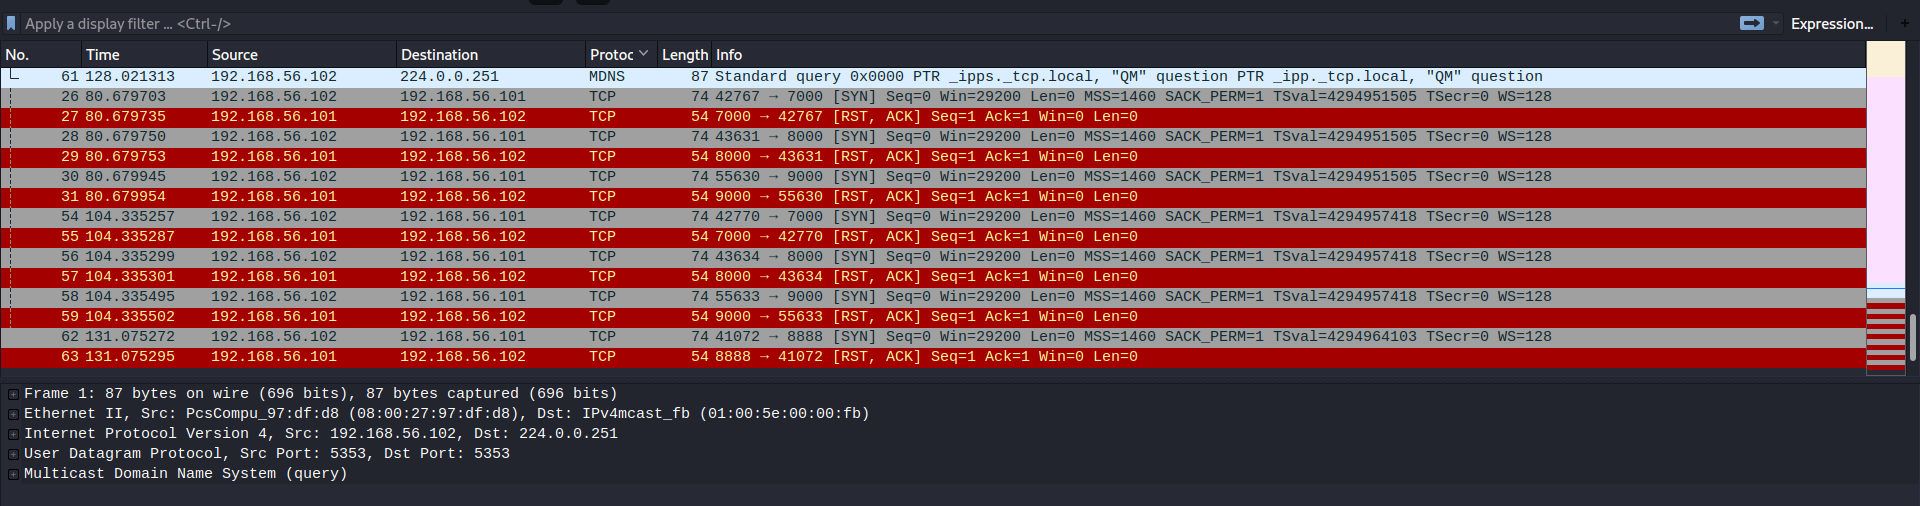 Apply a display filter ... <Ctrl-/> Expression... +
No. Time Source Destination Protoc Length Info
61 128.021313 192.168.56.102 224.0.0.251 MDNS 87 Standard query 0x0000 PTR _ipps._tcp.local, "QM" question PTR _ipp._tcp.local, "QM" question
26 80.679703 192.168.56.102 192.168.56.101 TCP 74 42767 → 7000 [SYN] Seq=0 Win=29200 Len=0 MSS=1460 SACK_PERM=1 TSval=4294951505 TSecr=0 WS=128
27 80.679735 192.168.56.101 192.168.56.102 TCP 54 7000 → 42767 [RST, ACK] Seq=1 Ack=1 Win=0 Len=0
28 80.679750 192.168.56.102 192.168.56.101 TCP 74 43631 → 8000 [SYN] Seq=0 Win=29200 Len=0 MSS=1460 SACK_PERM=1 TSval=4294951505 TSecr=0 WS=128
29 80.679753 192.168.56.101 192.168.56.102 TCP 54 8000 → 43631 [RST, ACK] Seq=1 Ack=1 Win=0 Len=0
30 80.679945 192.168.56.102 192.168.56.101 TCP 74 55630 → 9000 [SYN] Seq=0 Win=29200 Len=0 MSS=1460 SACK_PERM=1 TSval=4294951505 TSecr=0 WS=128
31 80.679954 192.168.56.101 192.168.56.102 TCP 54 9000 → 55630 [RST, ACK] Seq=1 Ack=1 Win=0 Len=0
54 104.335257 192.168.56.102 192.168.56.101 TCP 74 42770 → 7000 [SYN] Seq=0 Win=29200 Len=0 MSS=1460 SACK_PERM=1 TSval=4294957418 TSecr=0 WS=128
55 104.335287 192.168.56.101 192.168.56.102 TCP 54 7000 → 42770 [RST, ACK] Seq=1 Ack=1 Win=0 Len=0
56 104.335299 192.168.56.102 192.168.56.101 TCP 74 43634 → 8000 [SYN] Seq=0 Win=29200 Len=0 MSS=1460 SACK_PERM=1 TSval=4294957418 TSecr=0 WS=128
57 104.335301 192.168.56.101 192.168.56.102 TCP 54 8000 → 43634 [RST, ACK] Seq=1 Ack=1 Win=0 Len=0
58 104.335495 192.168.56.102 192.168.56.101 TCP 74 55633 → 9000 [SYN] Seq=0 Win=29200 Len=0 MSS=1460 SACK_PERM=1 TSval=4294957418 TSecr=0 WS=128
59 104.335502 192.168.56.101 192.168.56.102 TCP 54 9000 → 55633 [RST, ACK] Seq=1 Ack=1 Win=0 Len=0
62 131.075272 192.168.56.102 192.168.56.101 TCP 74 41072 → 8888 [SYN] Seq=0 Win=29200 Len=0 MSS=1460 SACK_PERM=1 TSval=4294964103 TSecr=0 WS=128
63 131.075295 192.168.56.101 192.168.56.102 TCP 54 8888 → 41072 [RST, ACK] Seq=1 Ack=1 Win=0 Len=0
Frame 1: 87 bytes on wire (696 bits), 87 bytes captured (696 bits)
Ethernet II, Src: PcsCompu_97:df:d8 (08:00:27:97:df:d8), Dst: IPv4mcast_fb (01:00:5e:00:00:fb)
Internet Protocol Version 4, Src: 192.168.56.102, Dst: 224.0.0.251
User Datagram Protocol, Src Port: 5353, Dst Port: 5353
Multicast Domain Name System (query)